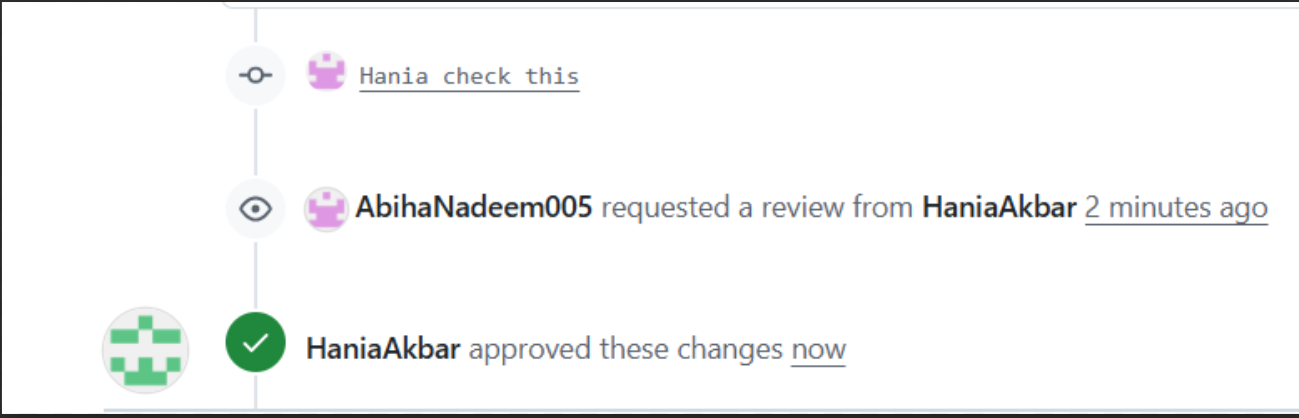 Hania check this
AbihaNadeem005 requested a review from HaniaAkbar 2 minutes ago
HaniaAkbar approved these changes now